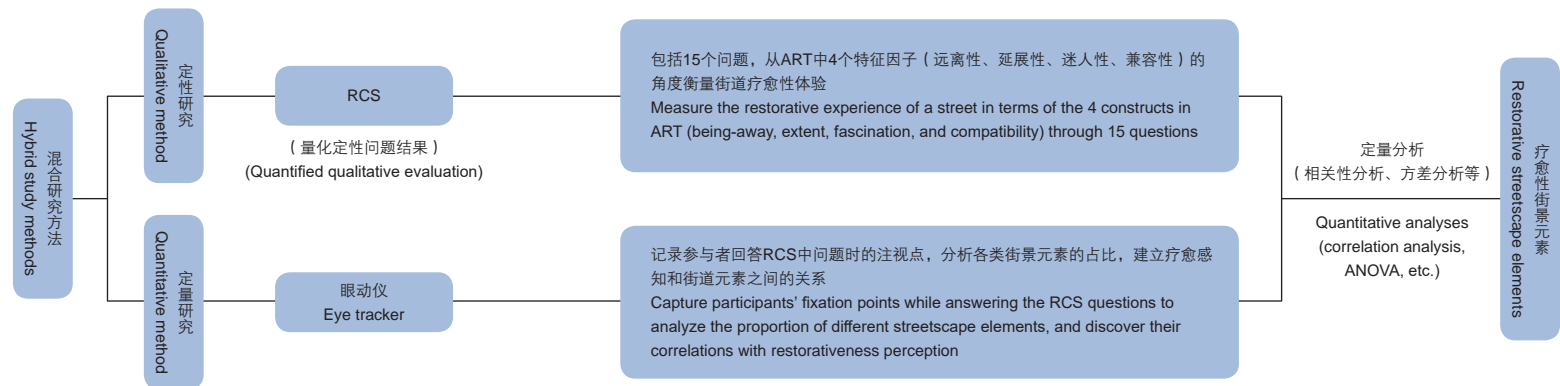 混合研究方法
Hybrid study methods
定性研究
Qualitative method
RCS
（量化定性问题结果）
(Quantified qualitative evaluation)
包括15个问题，从ART中4个特征因子（远离性、延展性、迷人性、兼容性）的
角度衡量街道疗愈性体验
Measure the restorative experience of a street in terms of the 4 constructs in
ART (being-away, extent, fascination, and compatibility) through 15 questions
定量研究
Quantitative method
眼动仪
Eye tracker
记录参与者回答RCS中问题时的注视点，分析各类街景元素的占比，建立疗愈感
知和街道元素之间的关系
Capture participants’ fixation points while answering the RCS questions to
analyze the proportion of different streetscape elements, and discover their
correlations with restorativeness perception
定量分析
（相关性分析、方差分析等）
Quantitative analyses
(correlation analysis,
ANOVA, etc.)
疗愈性街景元素
Restorative streetscape elements